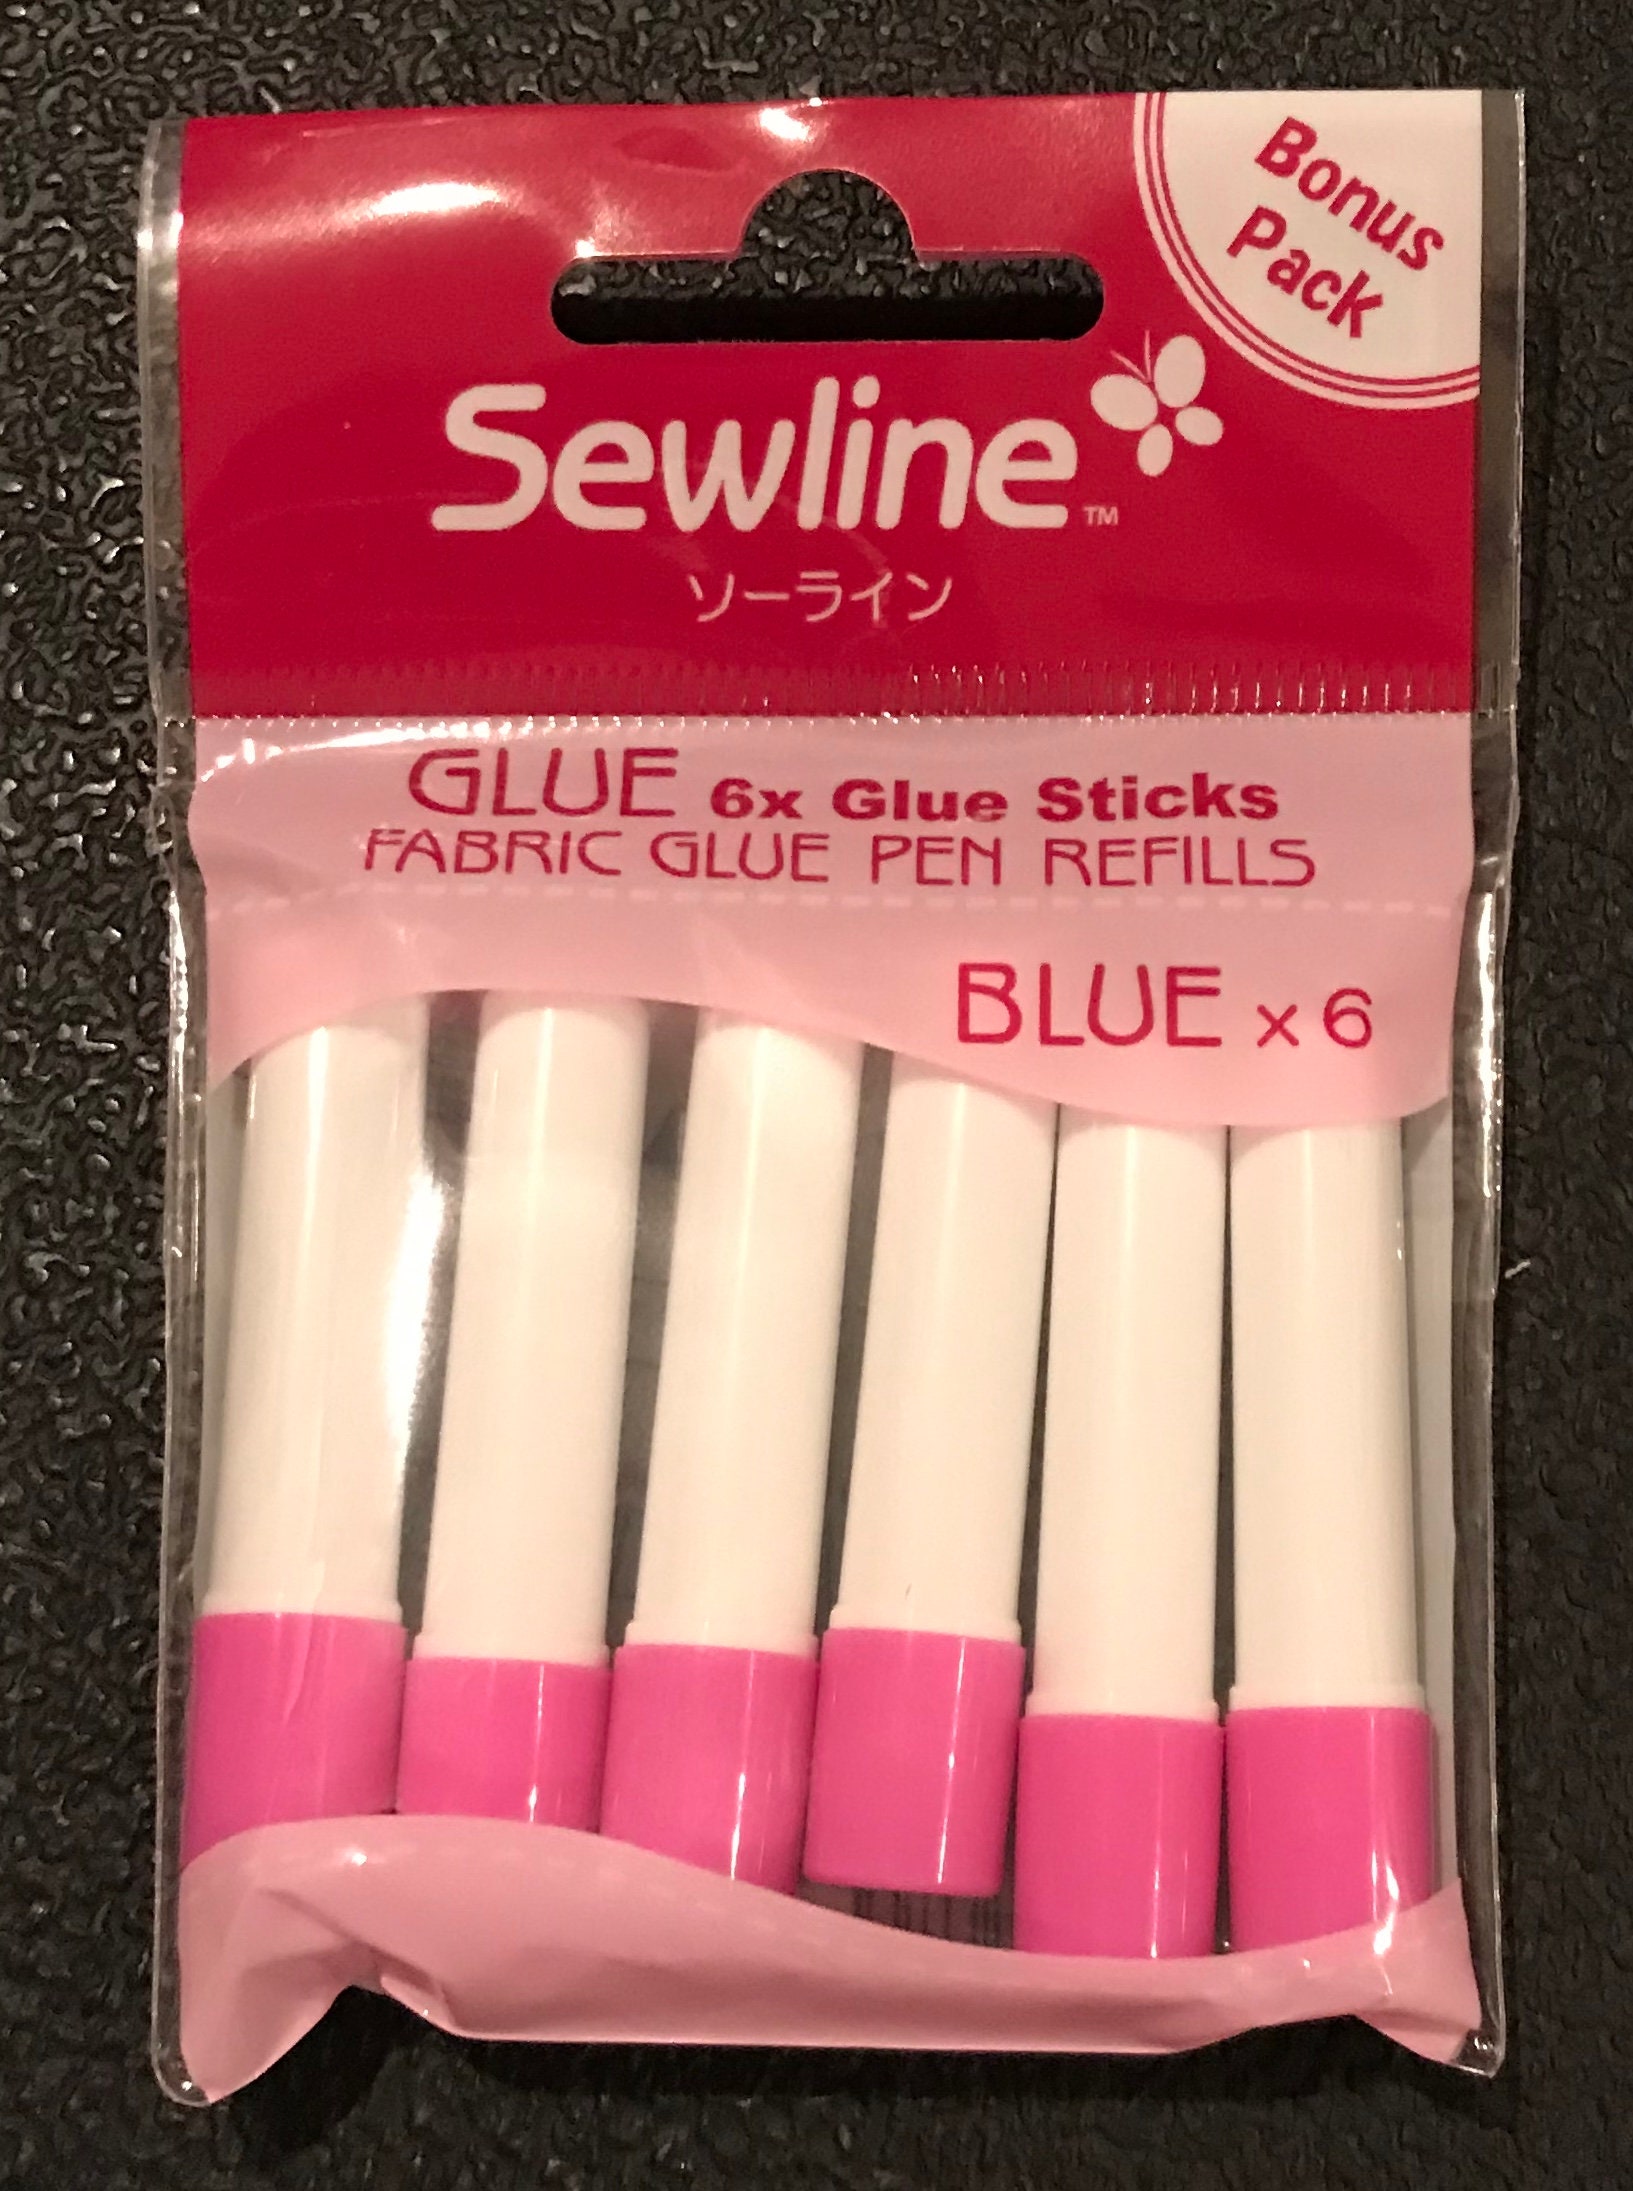 Bonus
Pack
Sewline™
ソーライン
GLUE 6x Glue Sticks
FABRIC GLUE PEN REFILLS
BLUE x 6